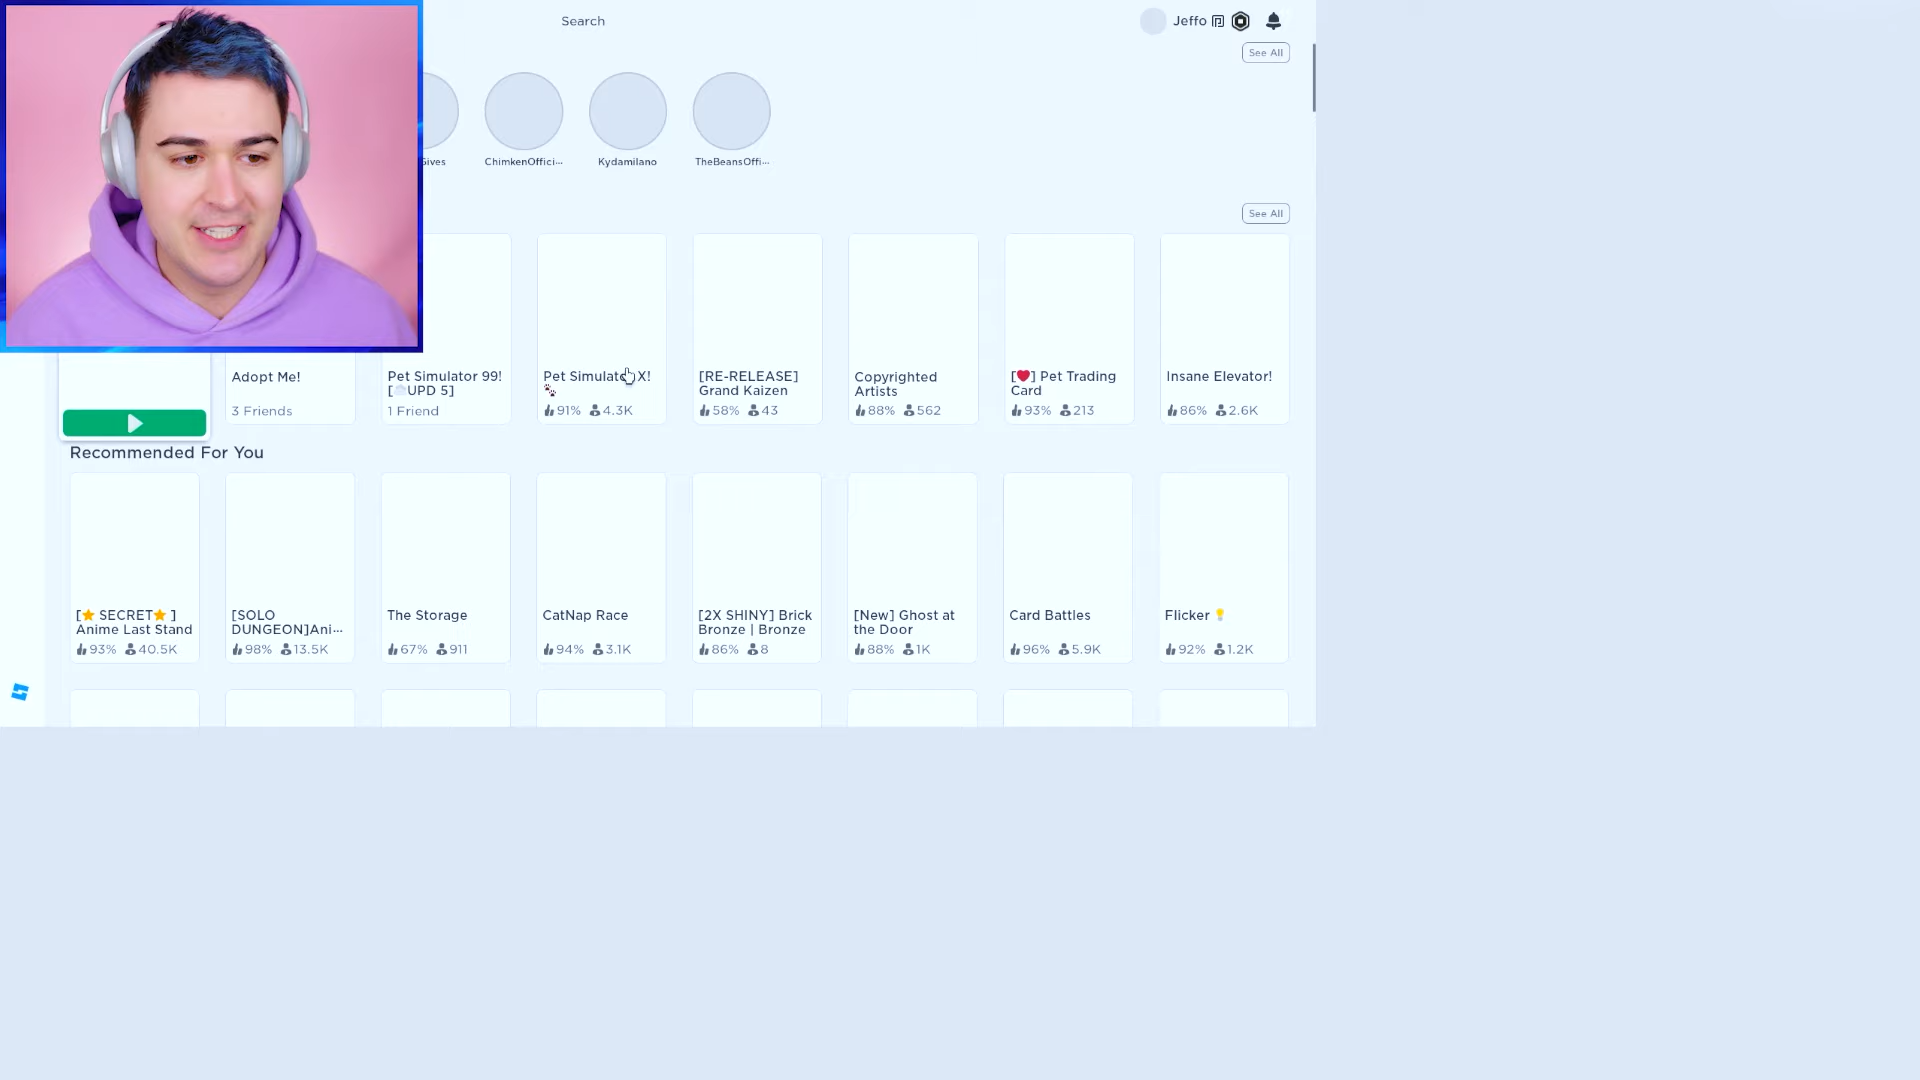 Search
Jeffo
See All
Gives
ChimkenOffici...
Kydamilano
TheBeansOffi...
See All
Adopt Me!
3 Friends
Pet Simulator 99!
[☁️UPD 5]
1 Friend
Pet Simulator X!
🐾
91% 4.3K
[RE-RELEASE]
Grand Kaizen
58% 43
Copyrighted
Artists
88% 562
[❤️] Pet Trading
Card
93% 213
Insane Elevator!
86% 2.6K
Recommended For You
[⭐ SECRET⭐ ]
Anime Last Stand
93% 40.5K
[SOLO
DUNGEON]Ani...
98% 13.5K
The Storage
67% 911
CatNap Race
94% 3.1K
[2X SHINY] Brick
Bronze | Bronze
86% 8
[New] Ghost at
the Door
88% 1K
Card Battles
96% 5.9K
Flicker 💡
92% 1.2K